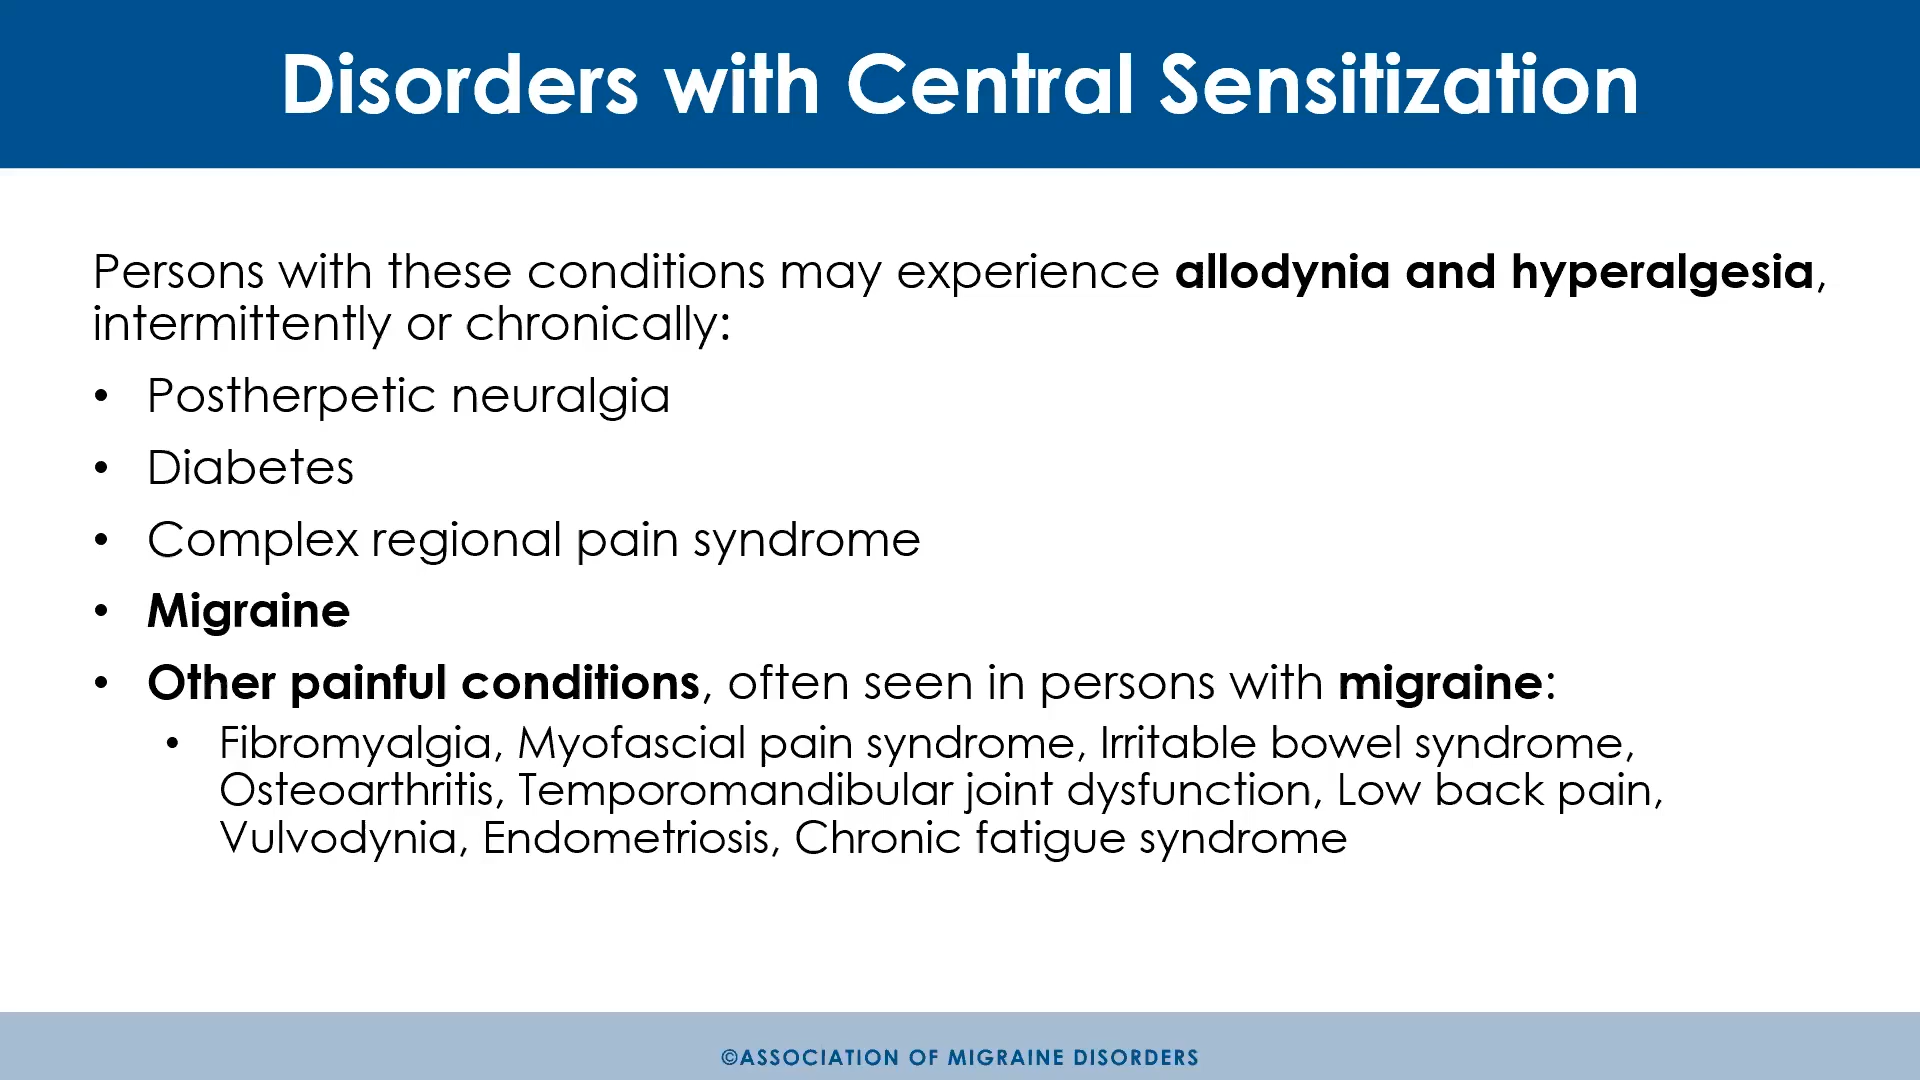 Disorders with Central Sensitization
Persons with these conditions may experience allodynia and hyperalgesia,
intermittently or chronically:
• Postherpetic neuralgia
• Diabetes
• Complex regional pain syndrome
• Migraine
• Other painful conditions, often seen in persons with migraine:
• Fibromyalgia, Myofascial pain syndrome, Irritable bowel syndrome,
Osteoarthritis, Temporomandibular joint dysfunction, Low back pain,
Vulvodynia, Endometriosis, Chronic fatigue syndrome
©ASSOCIATION OF MIGRAINE DISORDERS